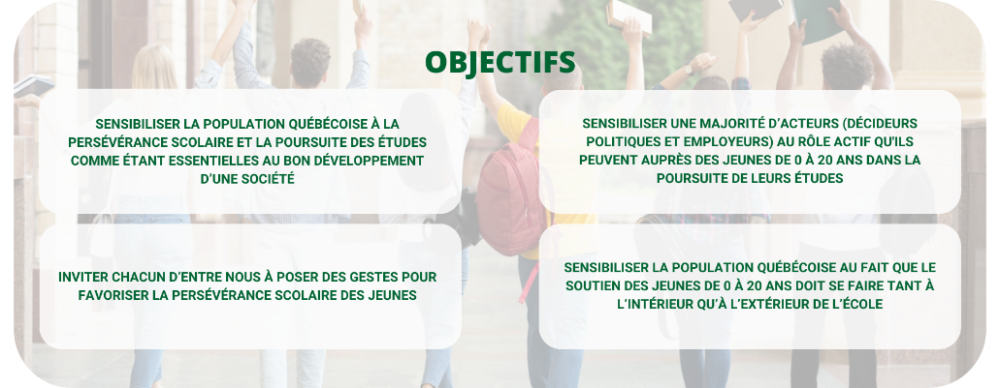 OBJECTIFS
SENSIBILISER LA POPULATION QUÉBÉCOISE À LA
PERSÉVÉRANCE SCOLAIRE ET LA POURSUITE DES ÉTUDES
COMME ÉTANT ESSENTIELLES AU BON DÉVELOPPEMENT
D'UNE SOCIÉTÉ
SENSIBILISER UNE MAJORITÉ D'ACTEURS (DÉCIDEURS
POLITIQUES ET EMPLOYEURS) AU RÔLE ACTIF QU'ILS
PEUVENT AUPRÈS DES JEUNES DE 0 À 20 ANS DANS LA
POURSUITE DE LEURS ÉTUDES
INVITER CHACUN D'ENTRE NOUS À POSER DES GESTES POUR
FAVORISER LA PERSÉVÉRANCE SCOLAIRE DES JEUNES
SENSIBILISER LA POPULATION QUÉBÉCOISE AU FAIT QUE LE
SOUTIEN DES JEUNES DE 0 À 20 ANS DOIT SE FAIRE TANT À
L'INTÉRIEUR QU'À L'EXTÉRIEUR DE L'ÉCOLE